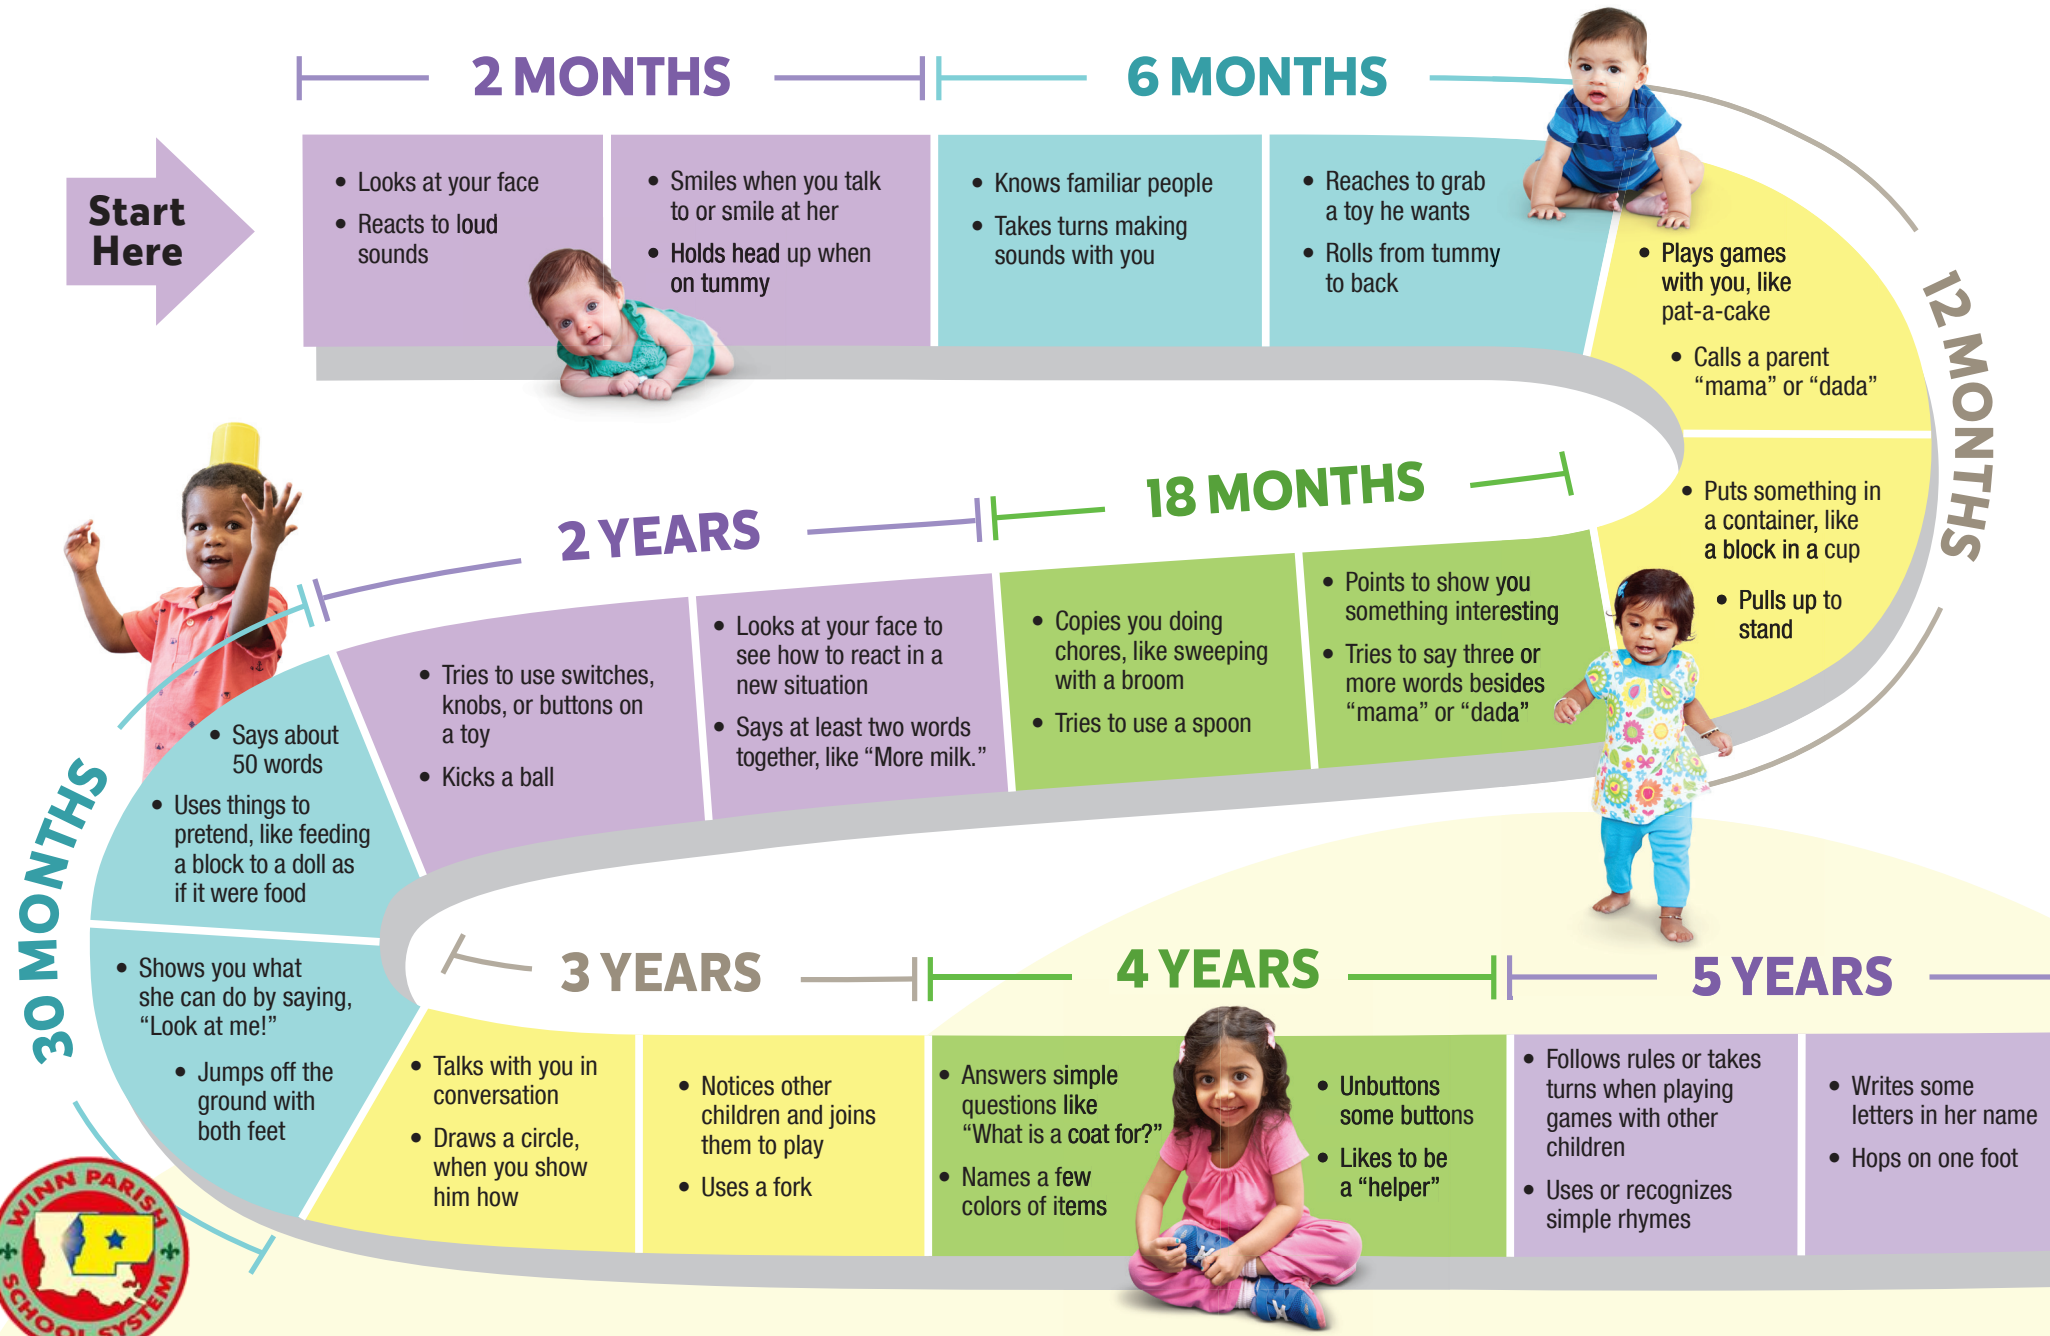 Start
Here
2 MONTHS
• Looks at your face
• Reacts to loud
sounds
• Smiles when you talk
to or smile at her
• Holds head up when
on tummy
6 MONTHS
• Knows familiar people
• Takes turns making
sounds with you
• Reaches to grab
a toy he wants
• Rolls from tummy
to back
12 MONTHS
• Plays games
with you, like
pat-a-cake
• Calls a parent
“mama” or “dada”
• Puts something in
a container, like
a block in a cup
• Pulls up to
stand
18 MONTHS
• Points to show you
something interesting
• Tries to say three or
more words besides
“mama” or “dada”
• Copies you doing
chores, like sweeping
with a broom
• Tries to use a spoon
2 YEARS
• Looks at your face to
see how to react in a
new situation
• Says at least two words
together, like “More milk.”
• Tries to use switches,
knobs, or buttons on
a toy
• Kicks a ball
30 MONTHS
• Says about
50 words
• Uses things to
pretend, like feeding
a block to a doll as
if it were food
• Shows you what
she can do by saying,
“Look at me!”
• Jumps off the
ground with
both feet
3 YEARS
• Talks with you in
conversation
• Draws a circle,
when you show
him how
• Notices other
children and joins
them to play
• Uses a fork
4 YEARS
• Answers simple
questions like
“What is a coat for?”
• Names a few
colors of items
• Unbuttons
some buttons
• Likes to be
a “helper”
5 YEARS
• Follows rules or takes
turns when playing
games with other
children
• Uses or recognizes
simple rhymes
• Writes some
letters in her name
• Hops on one foot
WINN PARISH
SCHOOL SYSTEM